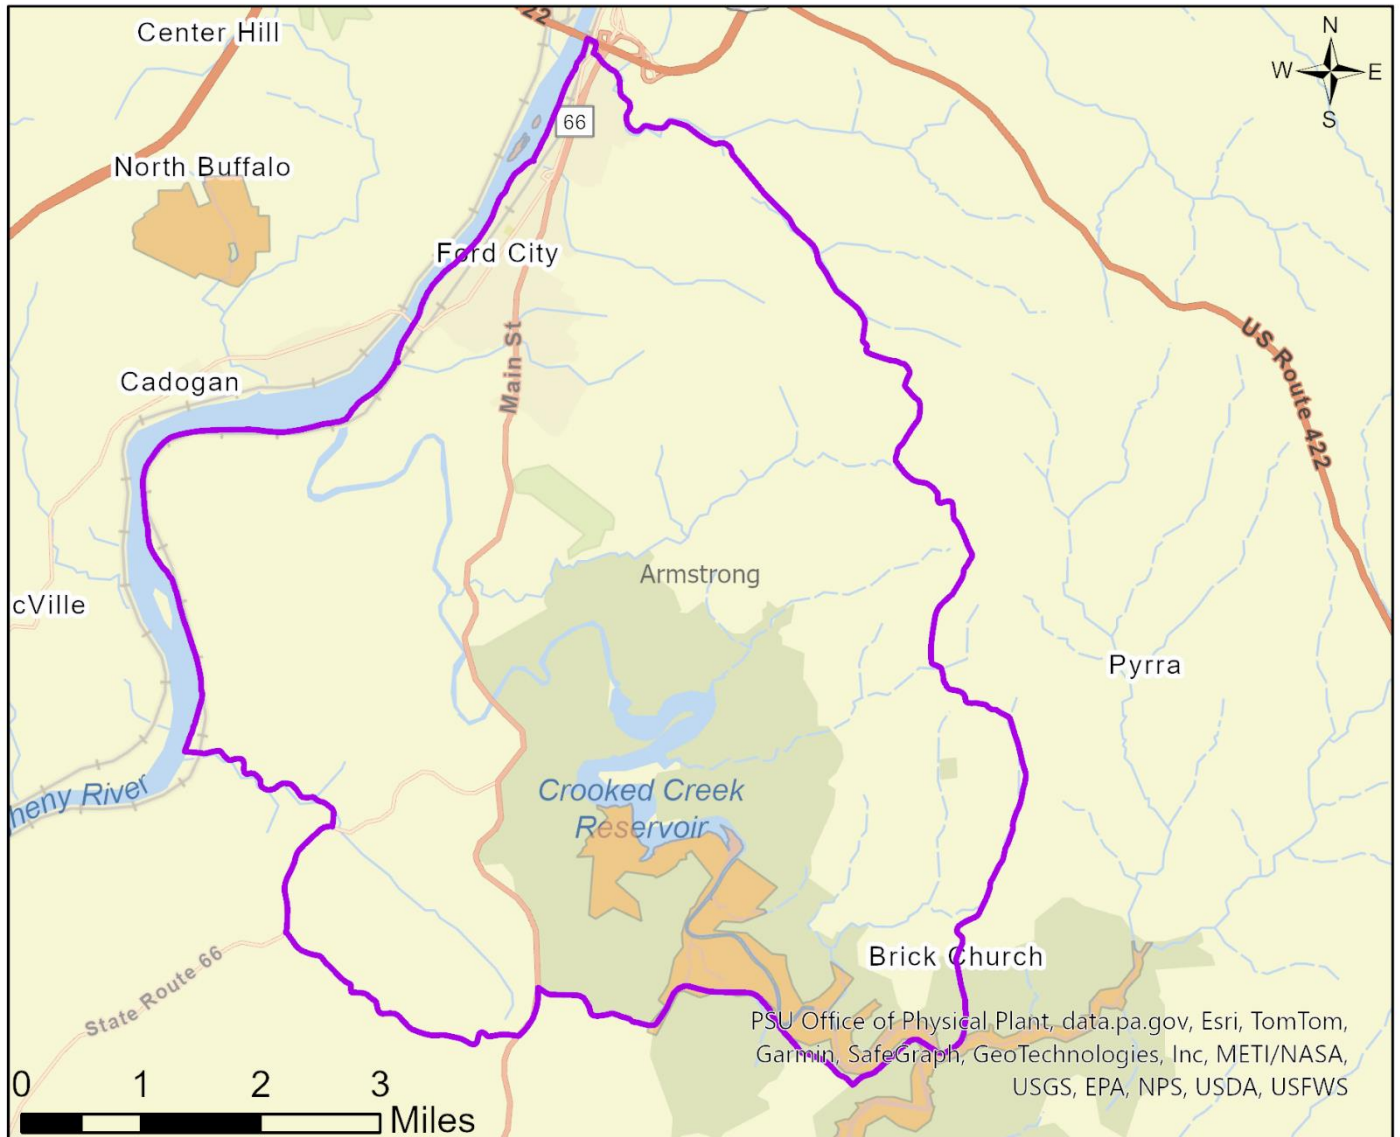 22
Center Hill
N
W E
S
66
North Buffalo
Ford City
US Route 422
Main St
Cadogan
Armstrong
cVille
Pyrra
heny River
Crooked Creek
Reservoir
Brick Church
State Route 66
PSU Office of Physical Plant, data.pa.gov, Esri, TomTom,
Garmin, SafeGraph, GeoTechnologies, Inc, METI/NASA,
USGS, EPA, NPS, USDA, USFWS
0 1 2 3
Miles